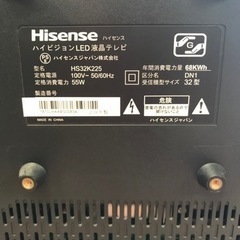 Hisense ハイセンス
ハイビジョンLED液晶テレビ
型名 HS32K225
定格電源 100V~ 50/60Hz
定格消費電力 55W
製造番号
年間消費電力量 68KWh
区分名 DN1
受信機型サイズ 32型
危険
ハイセンスジャパン株式会社
ハイセンスジャパン
MADE IN CHINA